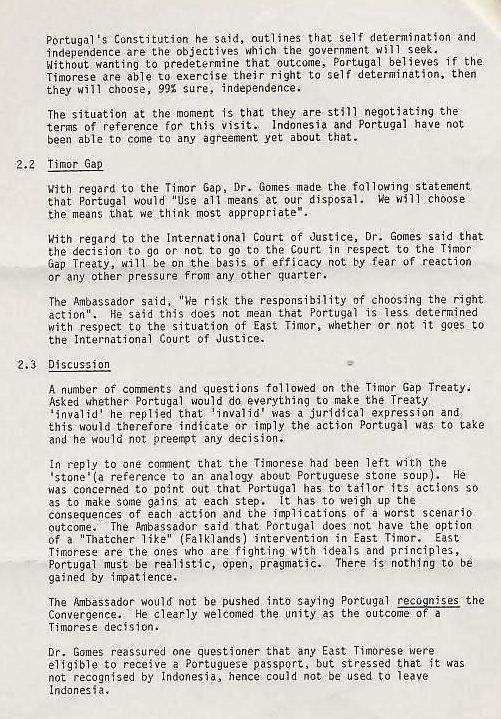 Portugal's Constitution he said, outlines that self determination and
independence are the objectives which the government will seek.
Without wanting to predetermine that outcome, Portugal believes if the
Timorese are able to exercise their right to self determination, then
they will choose, 99% sure, independence.
The situation at the moment is that they are still negotiating the
terms of reference for this visit. Indonesia and Portugal have not
been able to come to any agreement yet about that.
2.2 Timor Gap
With regard to the Timor Gap, Dr. Gomes made the following statement
that Portugal would "Use all means at our disposal. We will choose
the means that we think most appropriate".
With regard to the International Court of Justice, Dr. Gomes said that
the decision to go or not to go to the Court in respect to the Timor
Gap Treaty, will be on the basis of efficacy not by fear of reaction
or any other pressure from any other quarter.
The Ambassador said, "We risk the responsibility of choosing the right
action". He said this does not mean that Portugal is less determined
with respect to the situation of East Timor, whether or not it goes to
the International Court of Justice.
2.3 Discussion
A number of comments and questions followed on the Timor Gap Treaty.
Asked whether Portugal would do everything to make the Treaty
'invalid' he replied that 'invalid' was a juridical expression and
this would therefore indicate or imply the action Portugal was to take
and he would not preempt any decision.
In reply to one comment that the Timorese had been left with the
'stone'(a reference to an analogy about Portuguese stone soup). He
was concerned to point out that Portugal has to tailor its actions so
as to make some gains at each step. It has to weigh up the
consequences of each action and the implications of a worst scenario
outcome. The Ambassador said that Portugal does not have the option
of a "Thatcher like" (Falklands) intervention in East Timor. East
Timorese are the ones who are fighting with ideals and principles,
Portugal must be realistic, open, pragmatic. There is nothing to be
gained by impatience.
The Ambassador would not be pushed into saying Portugal recognises the
Convergence. He clearly welcomed the unity as the outcome of a
Timorese decision.
Dr. Gomes reassured one questioner that any East Timorese were
eligible to receive a Portuguese passport, but stressed that it was
not recognised by Indonesia, hence could not be used to leave
Indonesia.